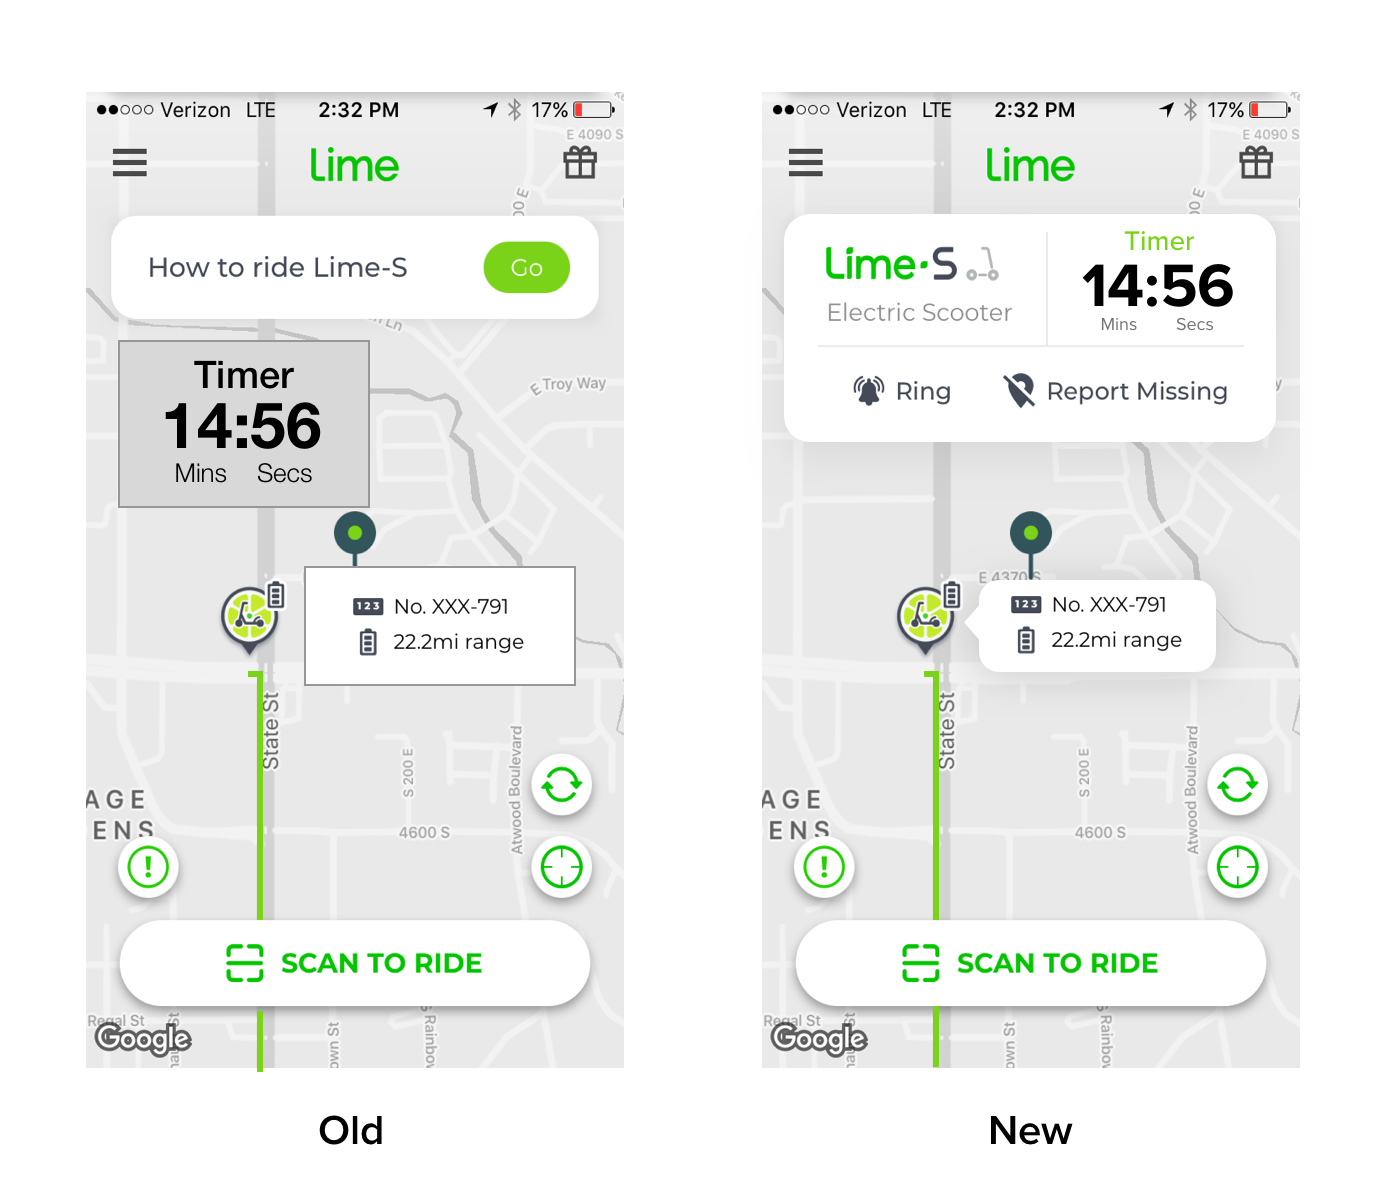 Verizon LTE 2:32 PM 17%
E 4090 S
Lime
00 E
How to ride Lime-S Go
Ln
Timer
14:56
Mins Secs
E Troy Way
123 No. XXX-791
22.2mi range
State St
S 200 E
Atwood Boulevard
AGE
ENS
4600 S
!
SCAN TO RIDE
Regal St
Google
own St
S Rainbow
Old
Verizon LTE 2:32 PM 17%
E 4090 S
Lime
00 E
Lime·S
Electric Scooter
Timer
14:56
Mins Secs
Ring Report Missing
E 4370 S
123 No. XXX-791
22.2mi range
State St
S 200 E
Atwood Boulevard
AGE
ENS
4600 S
!
SCAN TO RIDE
Regal St
Google
own St
S Rainbow
New